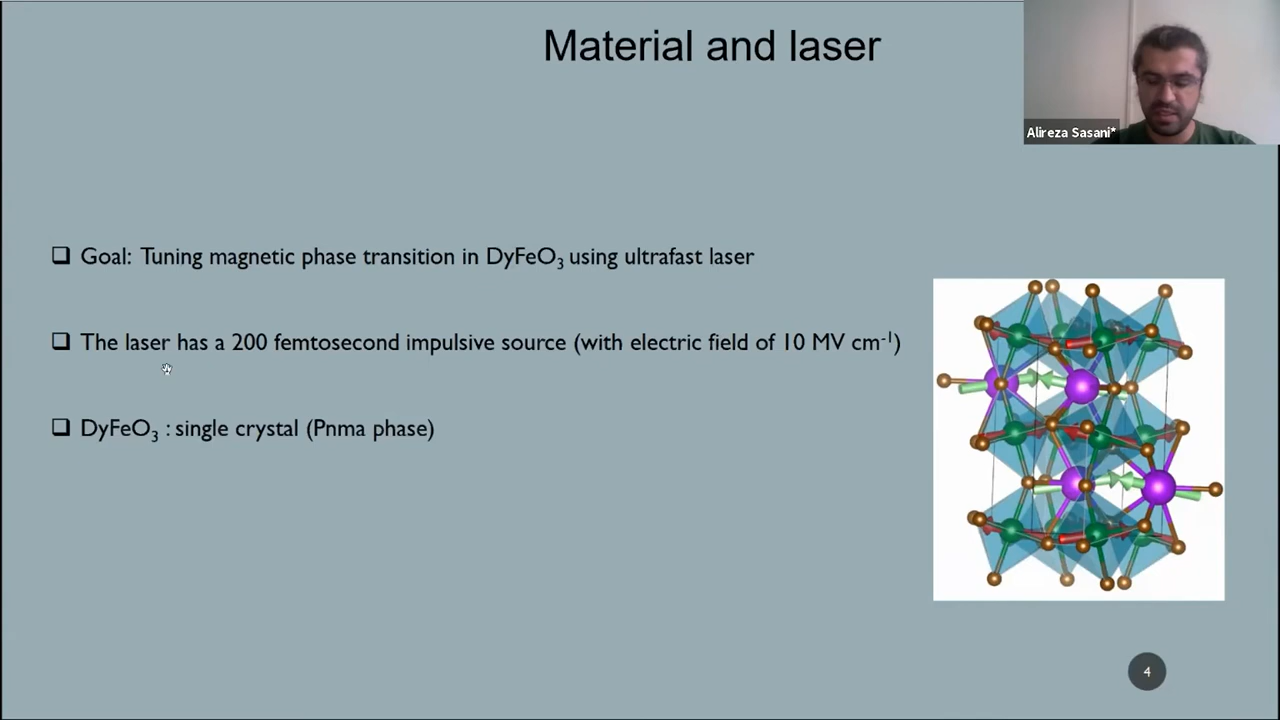 Material and laser
Alireza Sasani*
❑ Goal: Tuning magnetic phase transition in DyFeO₃ using ultrafast laser
❑ The laser has a 200 femtosecond impulsive source (with electric field of 10 MV cm⁻¹)
❑ DyFeO₃ : single crystal (Pnma phase)
4